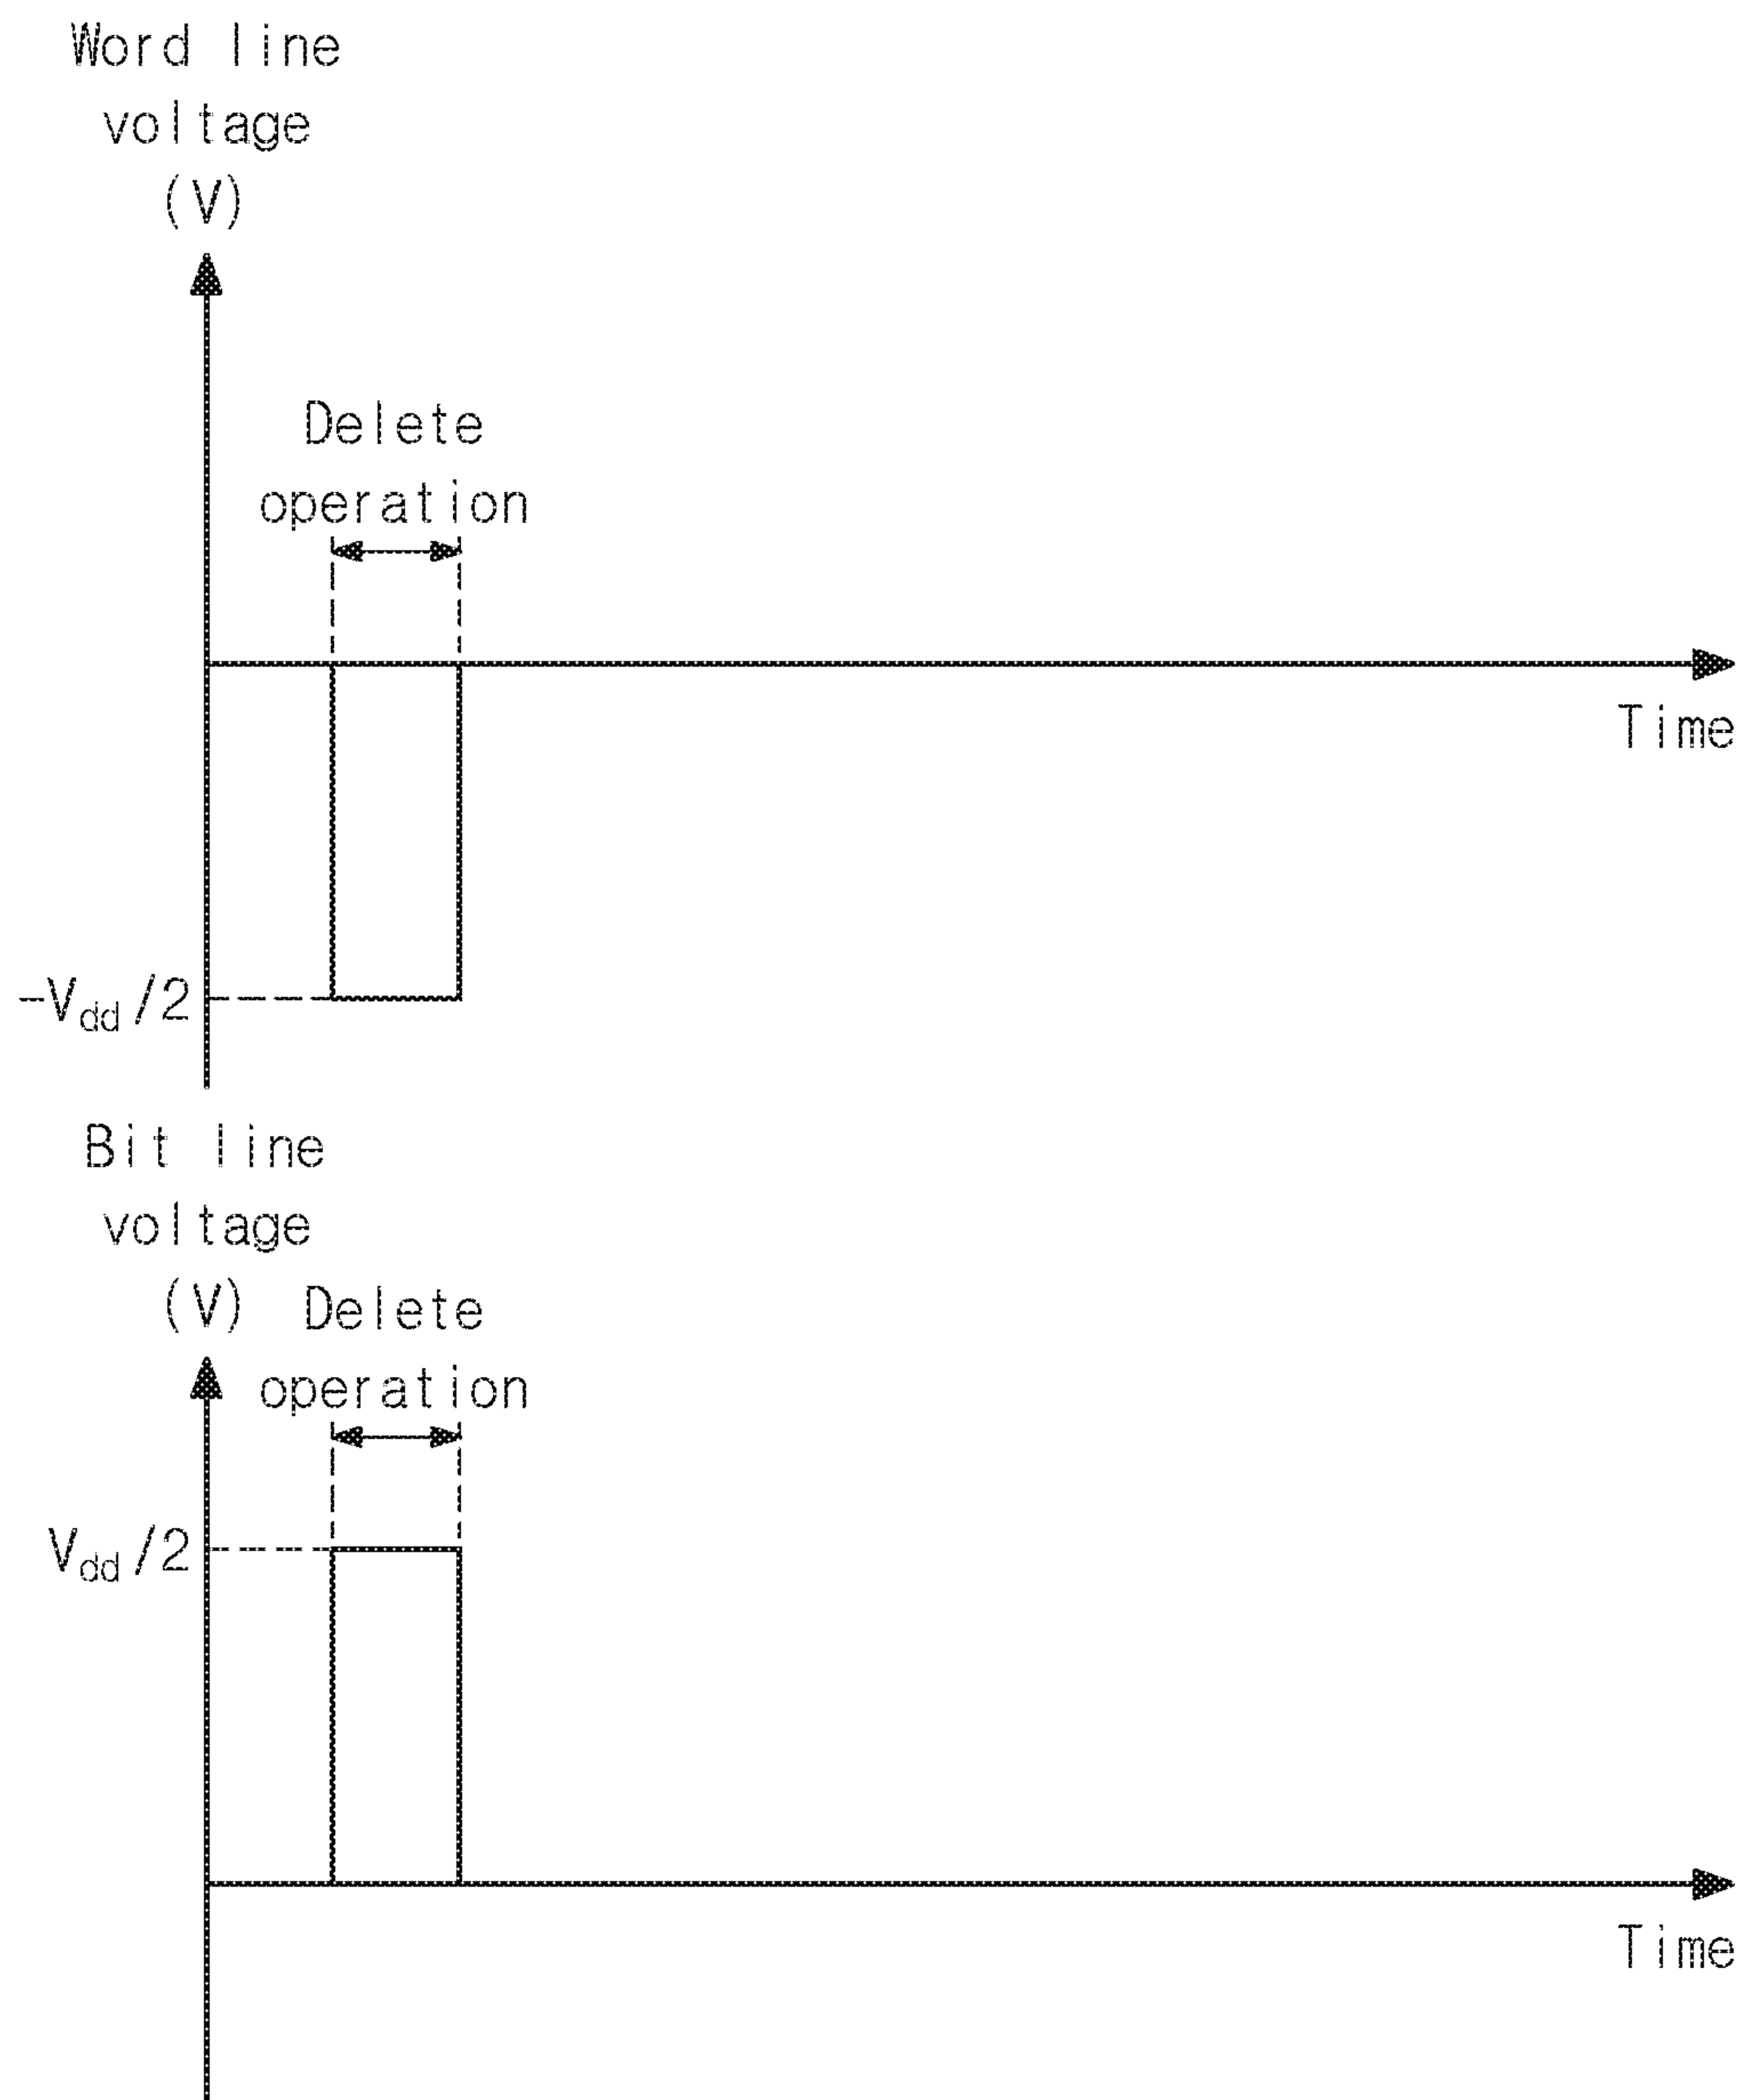 Word line
voltage
(V)
Delete
operation
Time
-Vdd/2
Bit line
voltage
(V)
Delete
operation
Vdd/2
Time